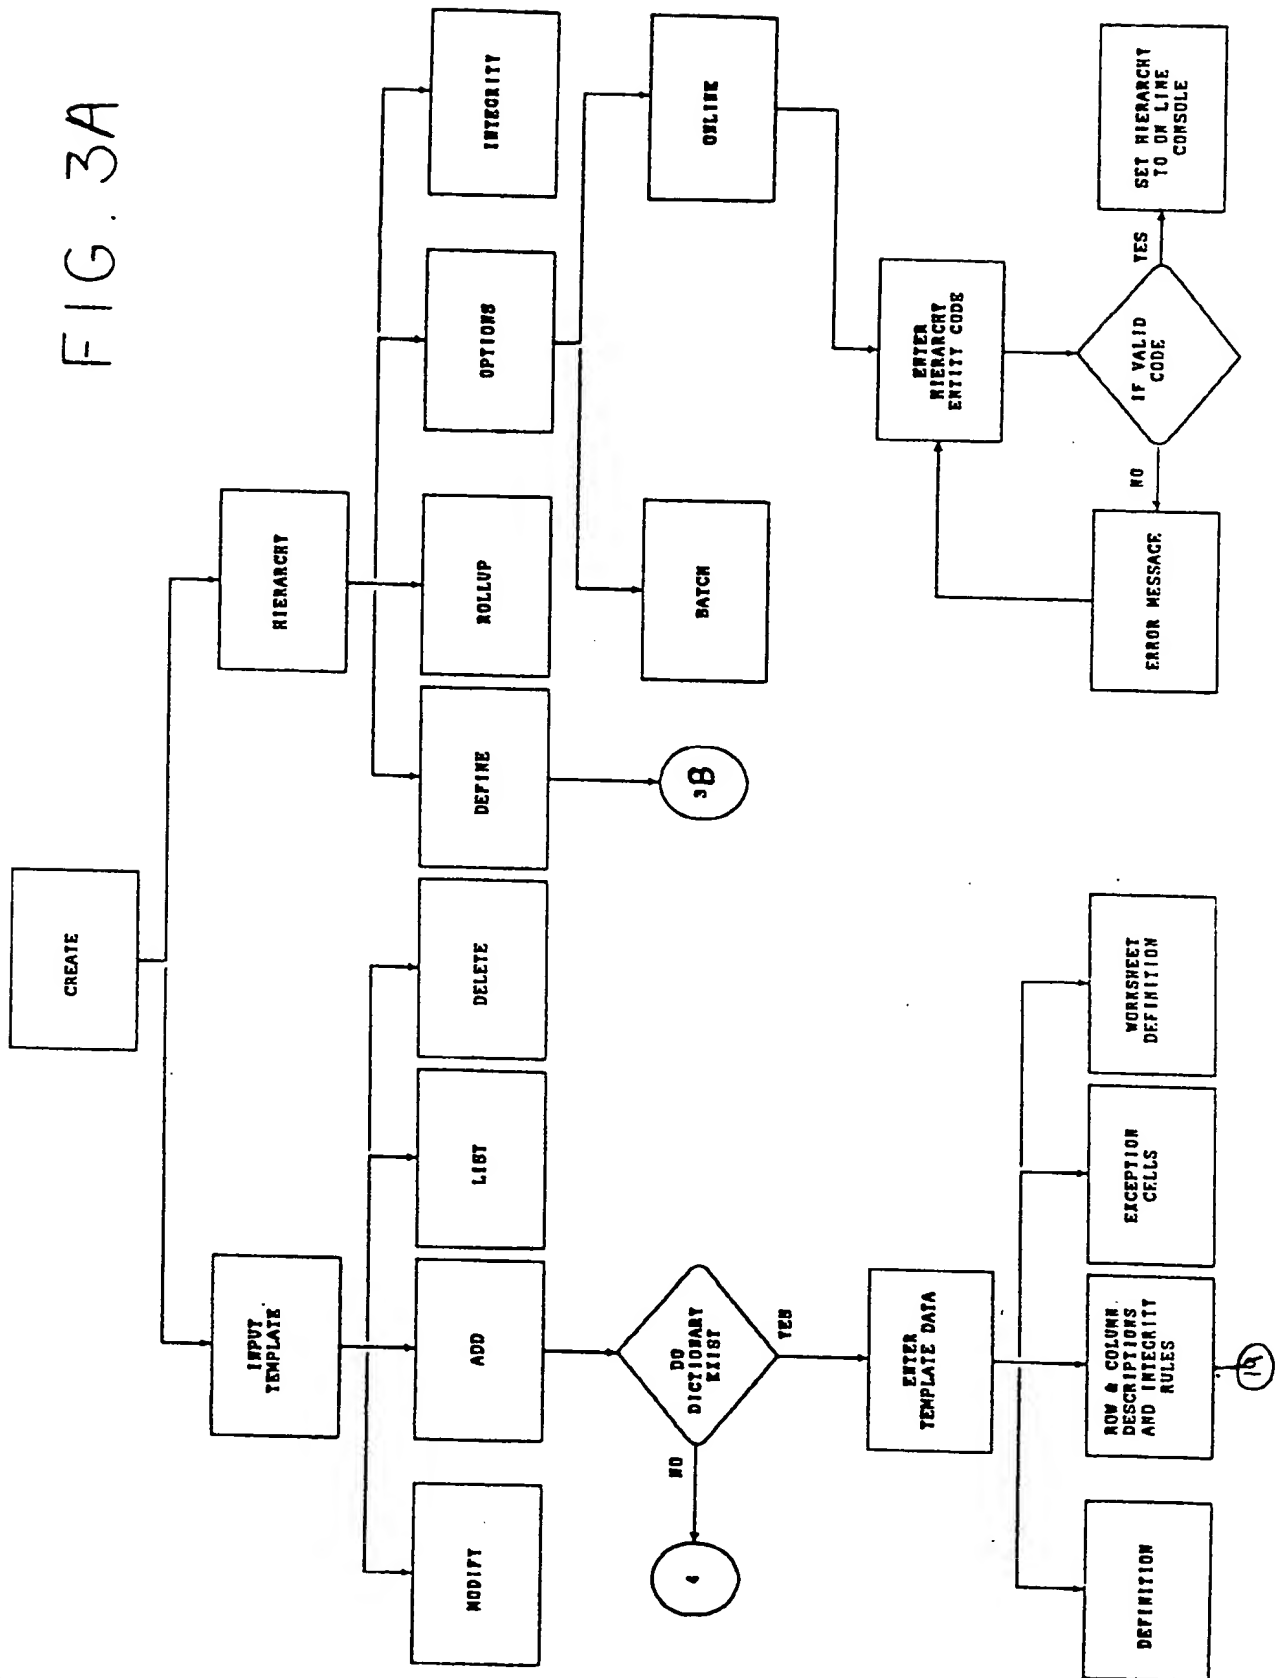 FIG. 3A
CREATE
INPUT
TEMPLATE
HIERARCHY
MODIFY
ADD
LIST
DELETE
DEFINE
ROLLUP
OPTIONS
INTEGRITY
DO
DICTIONARY
EXIST
NO
YES
4
3B
BATCH
ONLINE
ENTER
TEMPLATE DATA
ENTER
HIERARCHY
ENTITY CODE
DEFINITION
ROW & COLUMN
DESCRIPTIONS
AND INTEGRITY
RULES
EXCEPTION
CELLS
WORKSHEET
DEFINITION
ERROR MESSAGE
NO
IF VALID
CODE
YES
SET HIERARCHY
TO ON LINE
CONSOLE